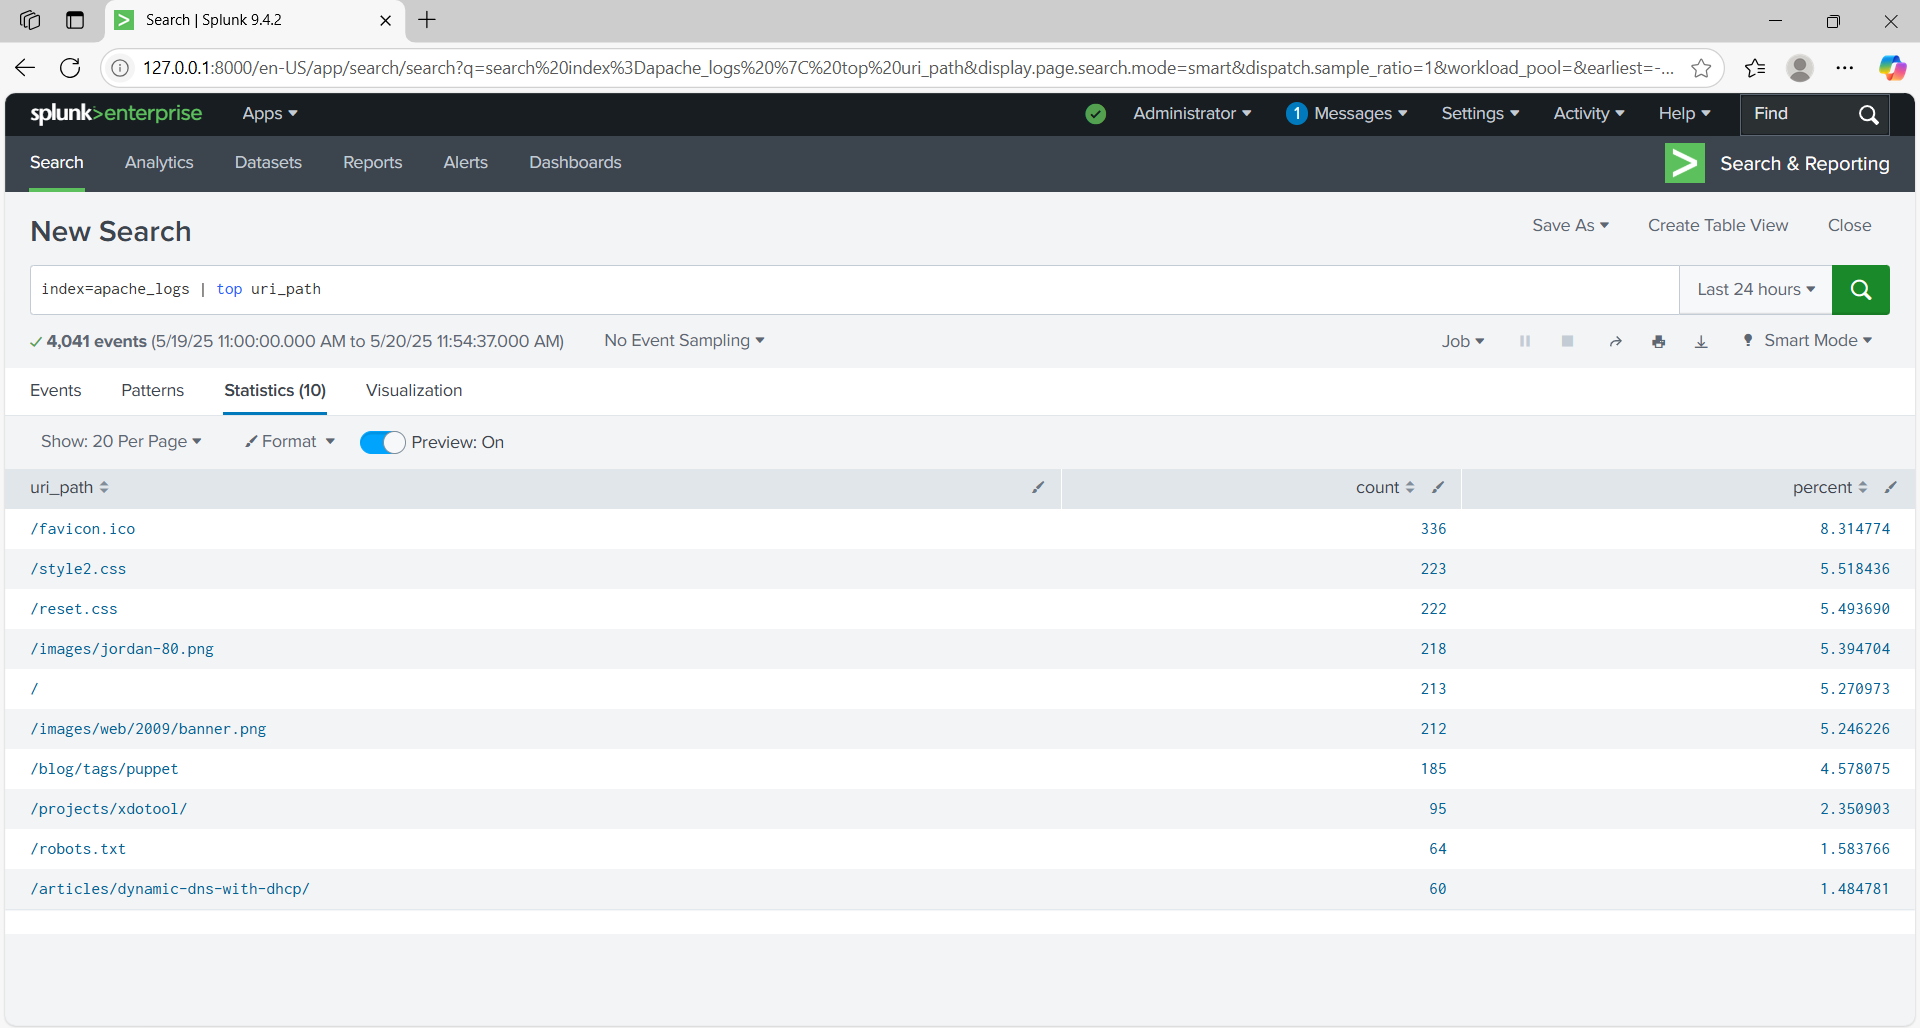 Search | Splunk 9.4.2
127.0.0.1:8000/en-US/app/search/search?q=search%20index%3Dapache_logs%20%7C%20top%20uri_path&display.page.search.mode=smart&dispatch.sample_ratio=1&workload_pool=&earliest=-...
splunk>enterprise Apps Administrator 1 Messages Settings Activity Help Find
Search Analytics Datasets Reports Alerts Dashboards > Search & Reporting
New Search Save As Create Table View Close
index=apache_logs | top uri_path Last 24 hours
4,041 events (5/19/25 11:00:00.000 AM to 5/20/25 11:54:37.000 AM) No Event Sampling Job Smart Mode
Events Patterns Statistics (10) Visualization
Show: 20 Per Page Format Preview: On
uri_path count percent
/favicon.ico 336 8.314774
/style2.css 223 5.518436
/reset.css 222 5.493690
/images/jordan-80.png 218 5.394704
/ 213 5.270973
/images/web/2009/banner.png 212 5.246226
/blog/tags/puppet 185 4.578075
/projects/xdotool/ 95 2.350903
/robots.txt 64 1.583766
/articles/dynamic-dns-with-dhcp/ 60 1.484781